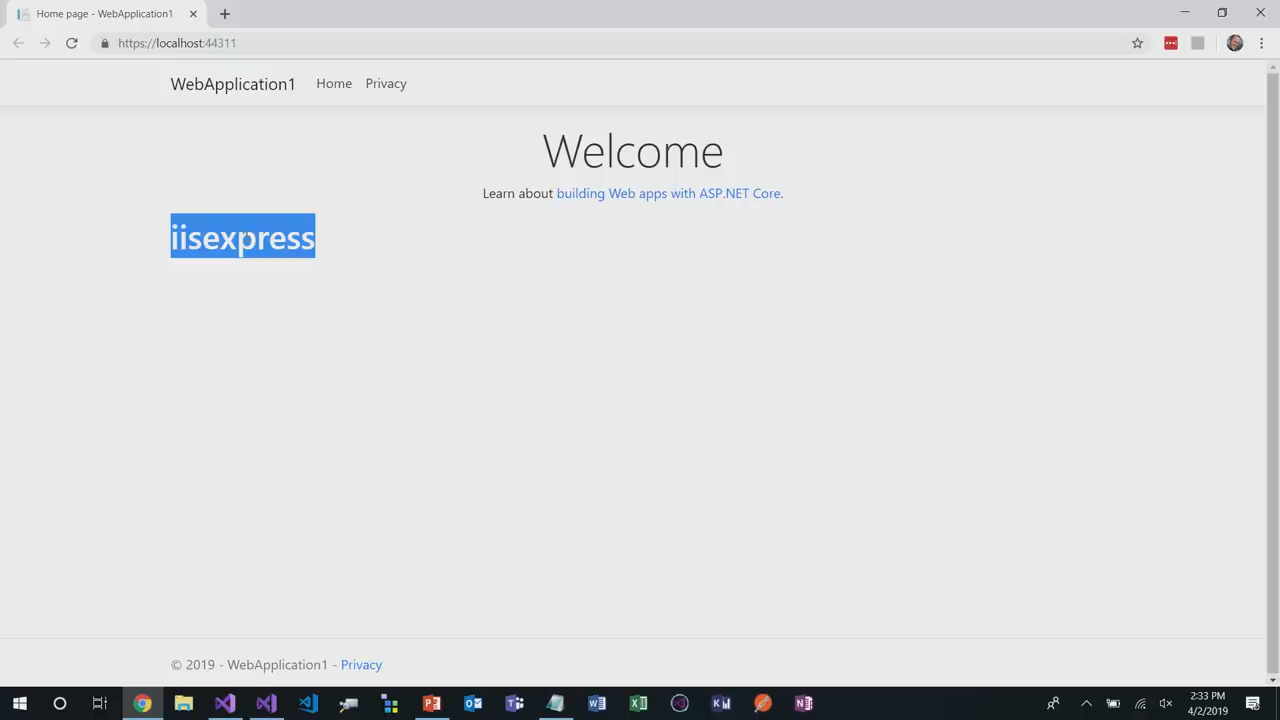 Home page - WebApplication1
https://localhost:44311
WebApplication1 Home Privacy
Welcome
Learn about building Web apps with ASP.NET Core.
iisexpress
© 2019 - WebApplication1 - Privacy
2:33 PM
4/2/2019